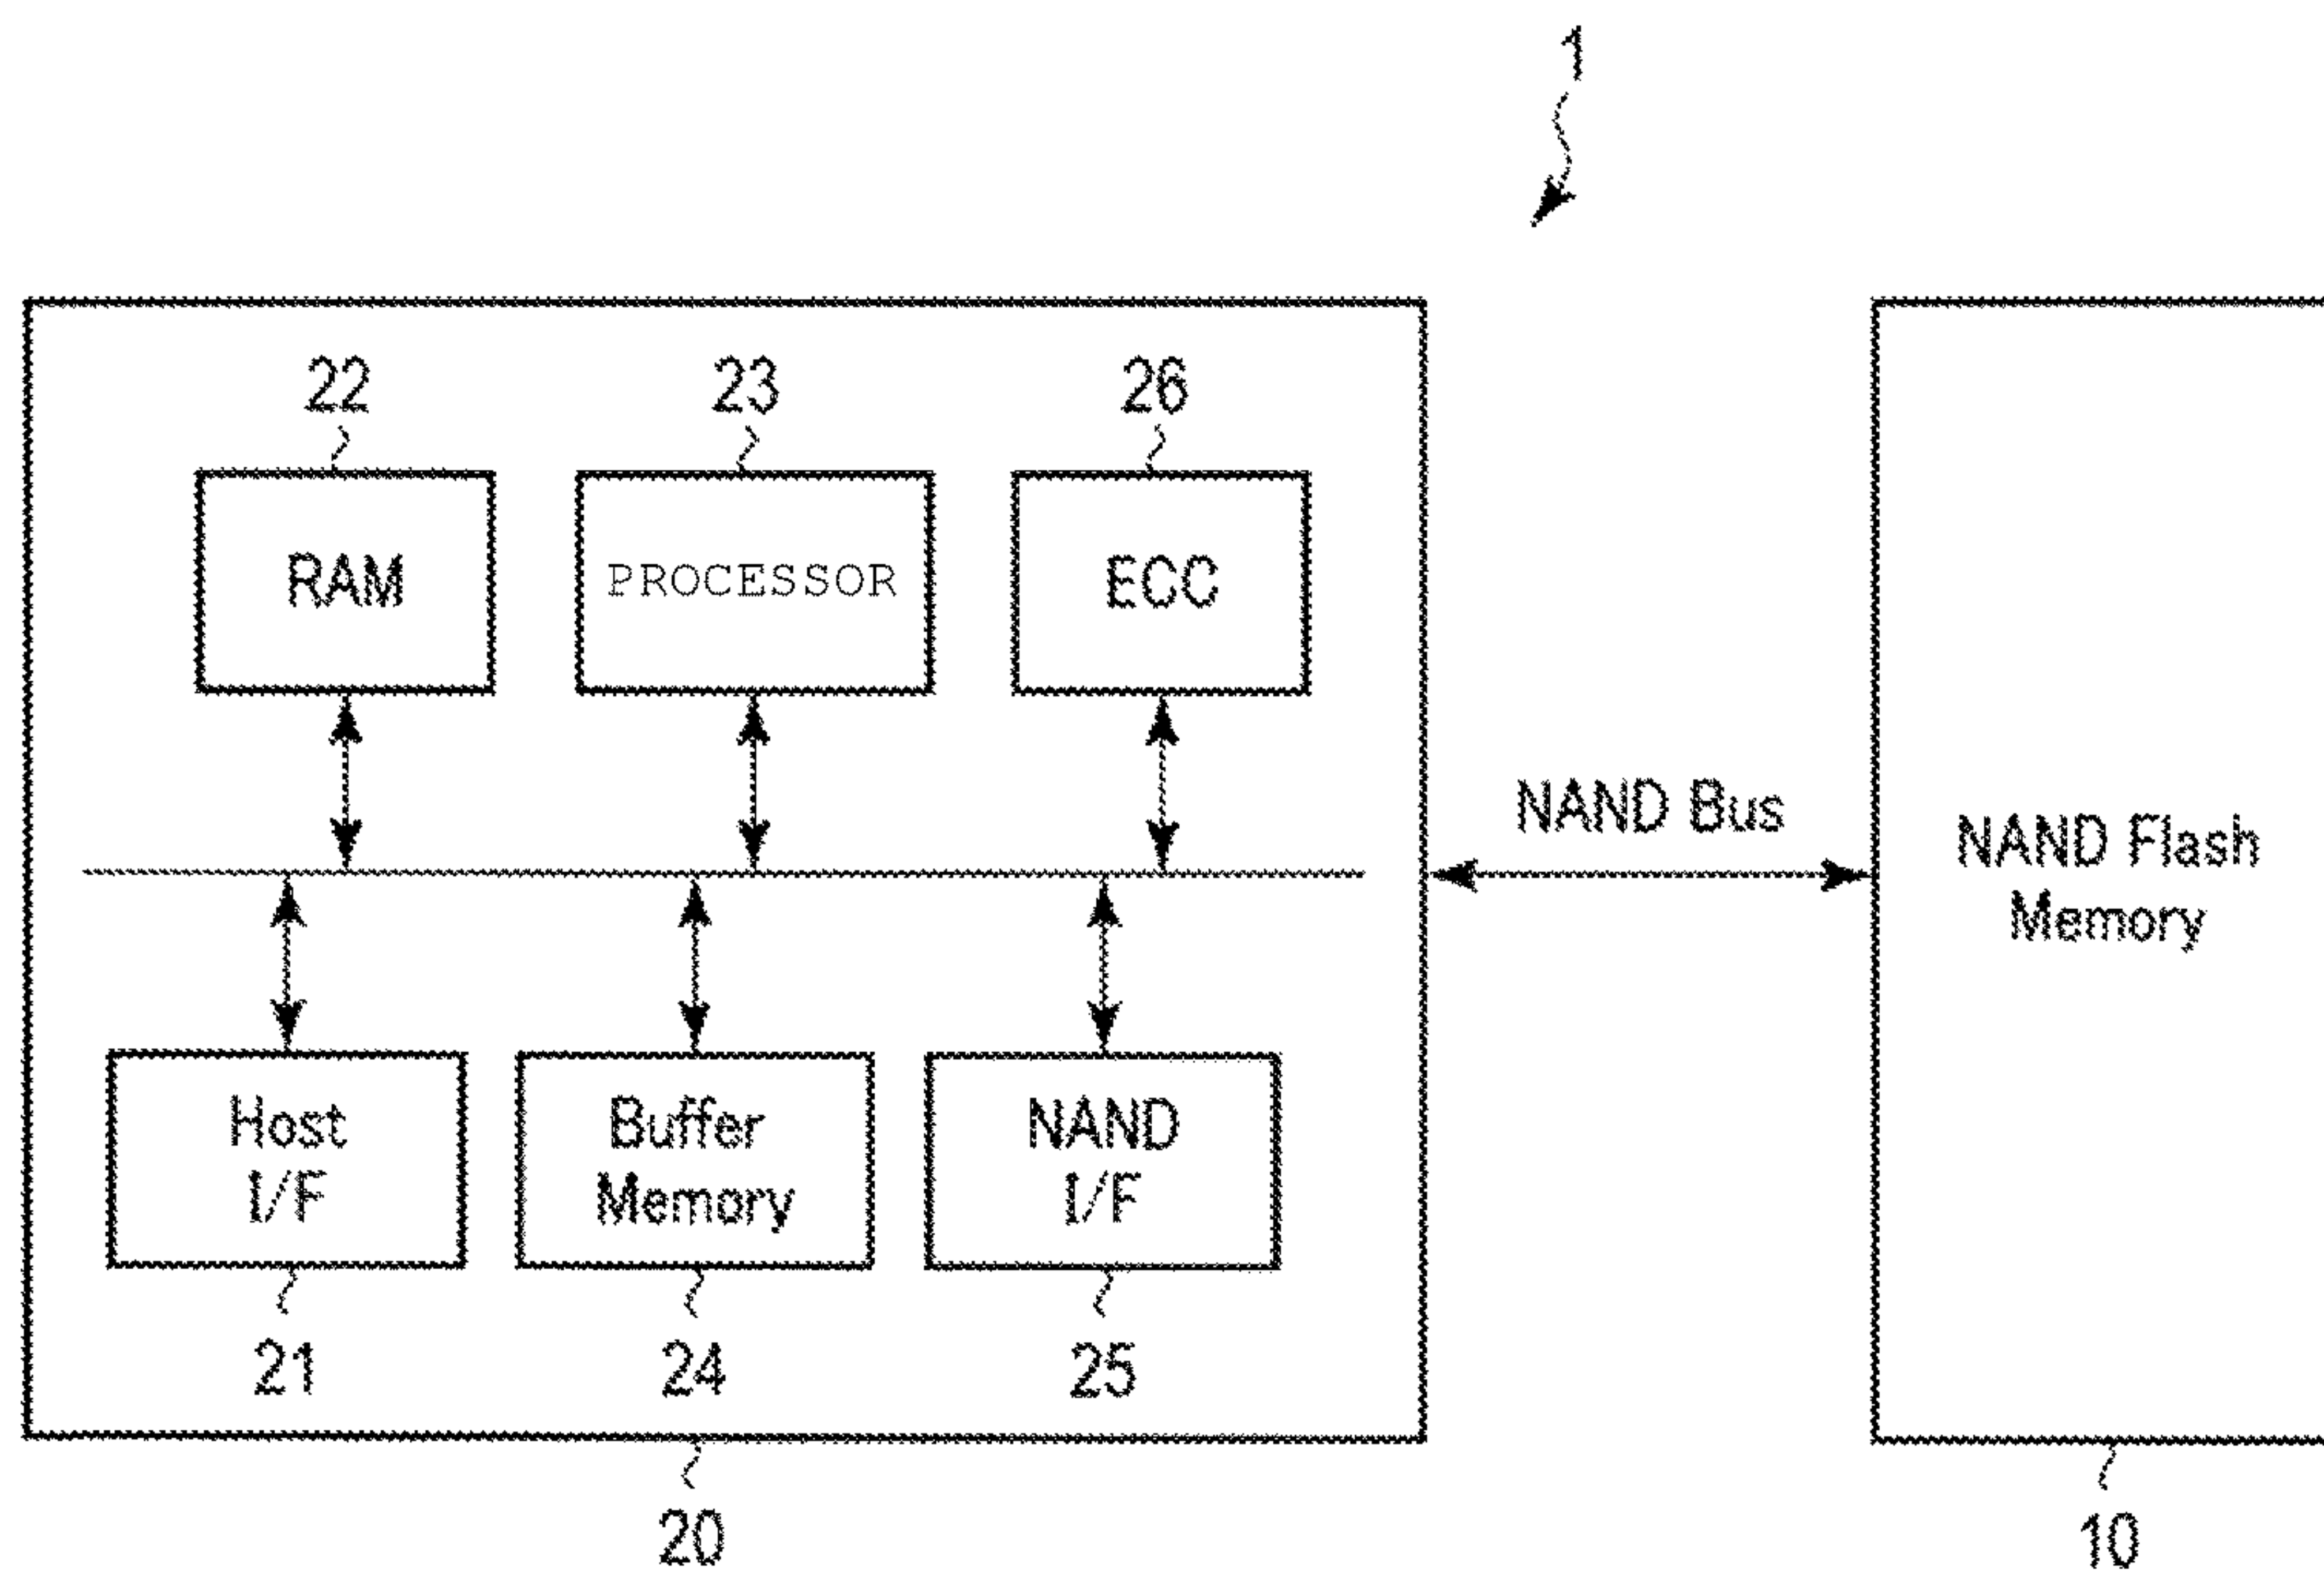 1
22
23
26
RAM
PROCESSOR
ECC
NAND Bus
NAND Flash
Memory
Host
I/F
Buffer
Memory
NAND
I/F
21
24
25
20
10